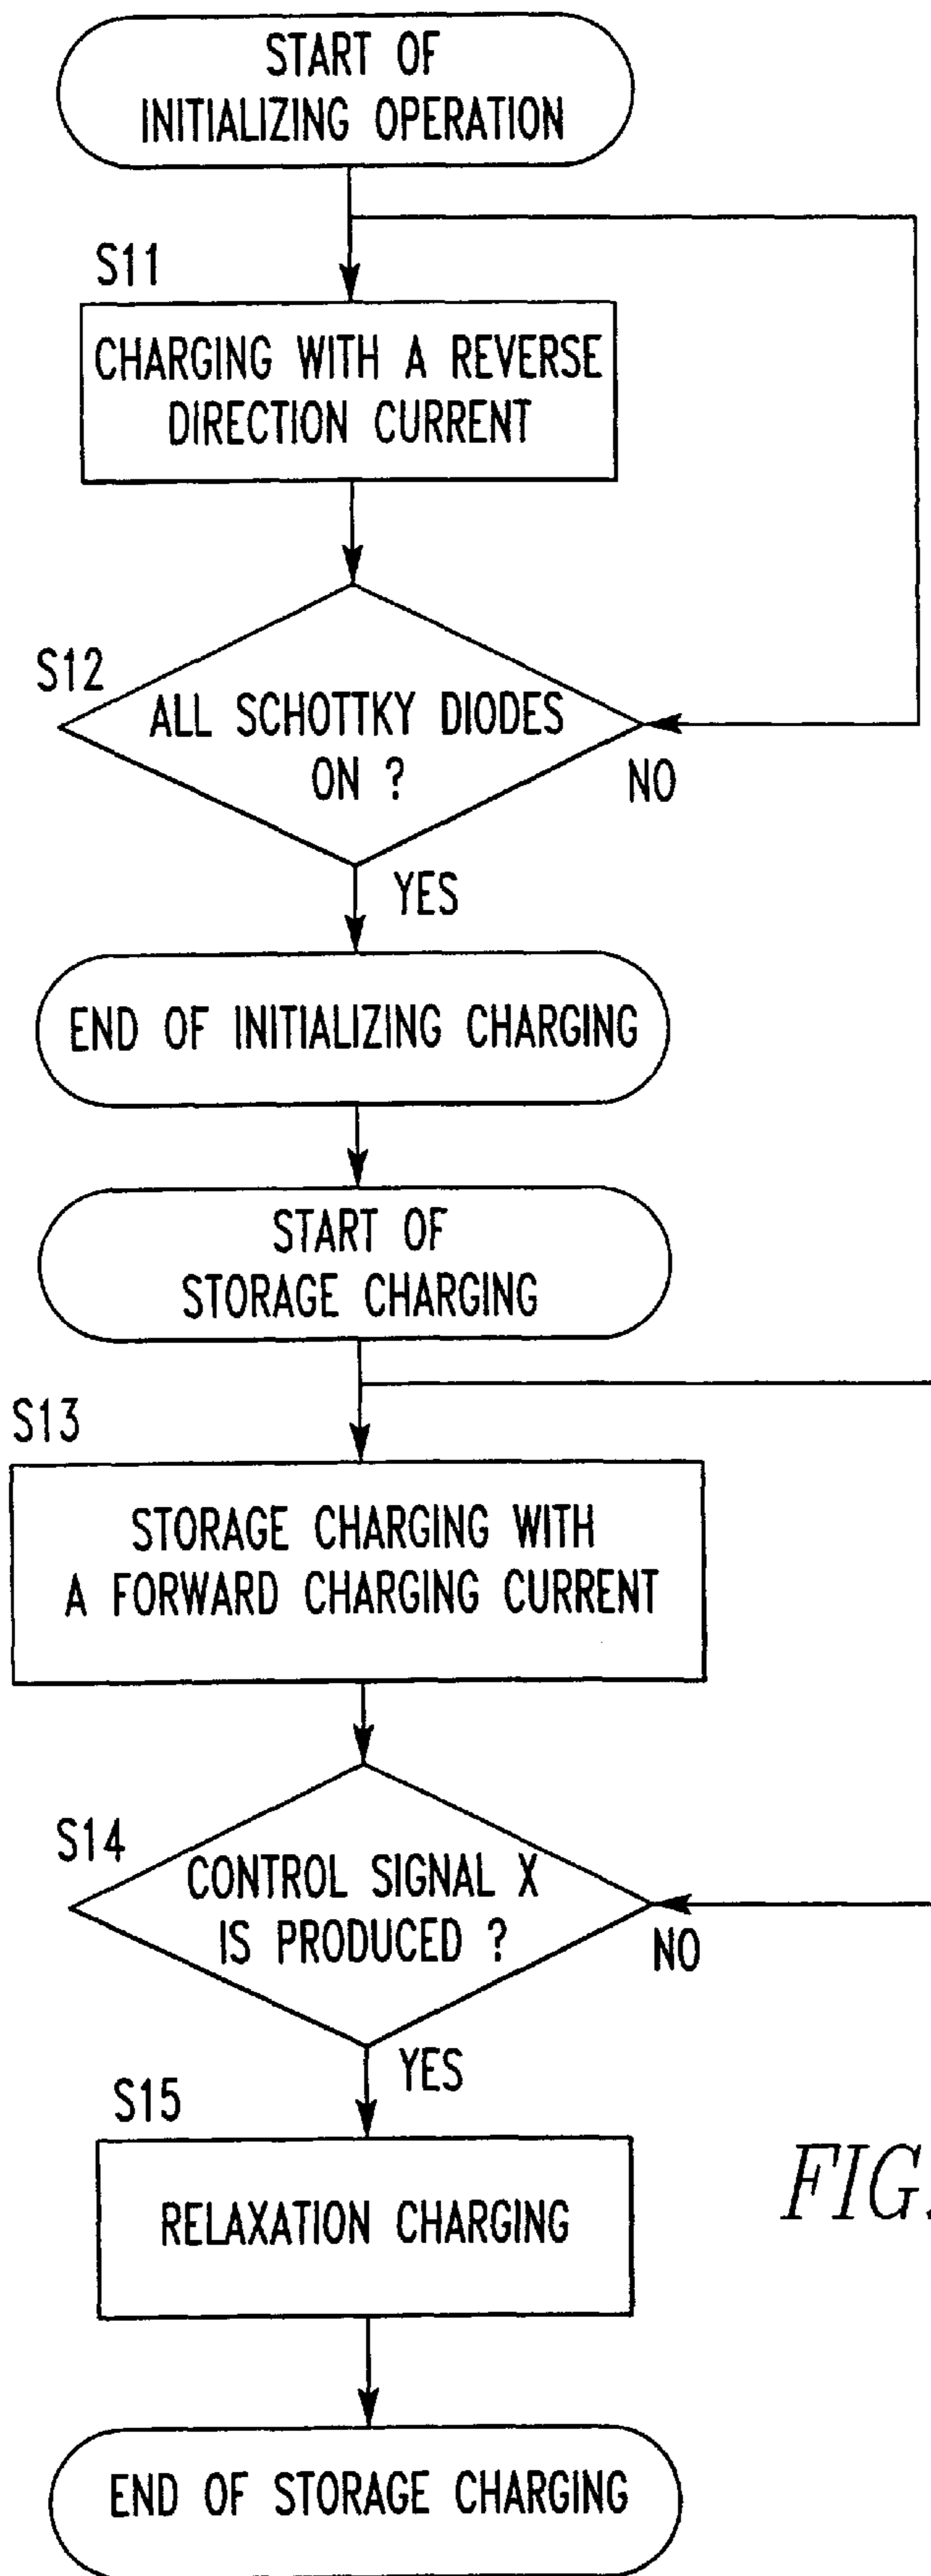 START OF
INITIALIZING OPERATION
S11
CHARGING WITH A REVERSE
DIRECTION CURRENT
S12
ALL SCHOTTKY DIODES
ON ?
NO
YES
END OF INITIALIZING CHARGING
START OF
STORAGE CHARGING
S13
STORAGE CHARGING WITH
A FORWARD CHARGING CURRENT
S14
CONTROL SIGNAL X
IS PRODUCED ?
NO
YES
S15
RELAXATION CHARGING
FIG.
END OF STORAGE CHARGING